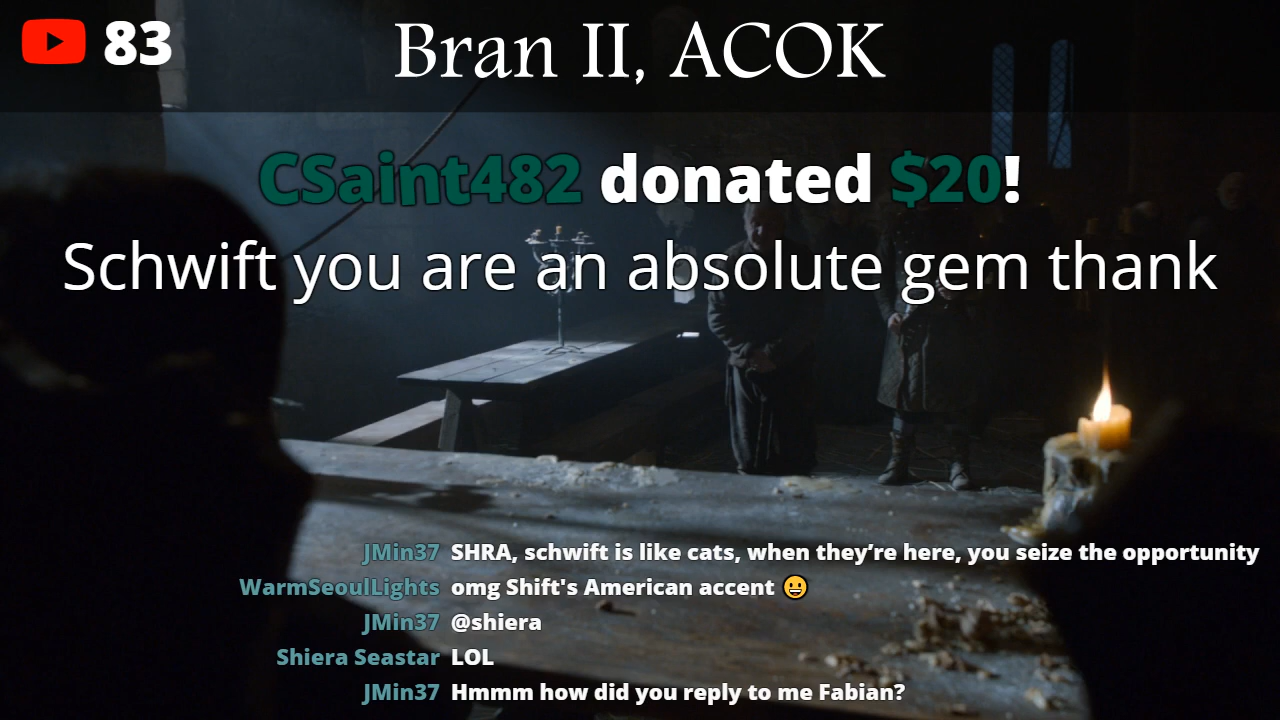 83
Bran II, ACOK
CSaint482 donated $20!
Schwift you are an absolute gem thank
JMin37 SHRA, schwift is like cats, when they’re here, you seize the opportunity
WarmSeoulLights omg Shift's American accent 😀
JMin37 @shiera
Shiera Seastar LOL
JMin37 Hmmm how did you reply to me Fabian?